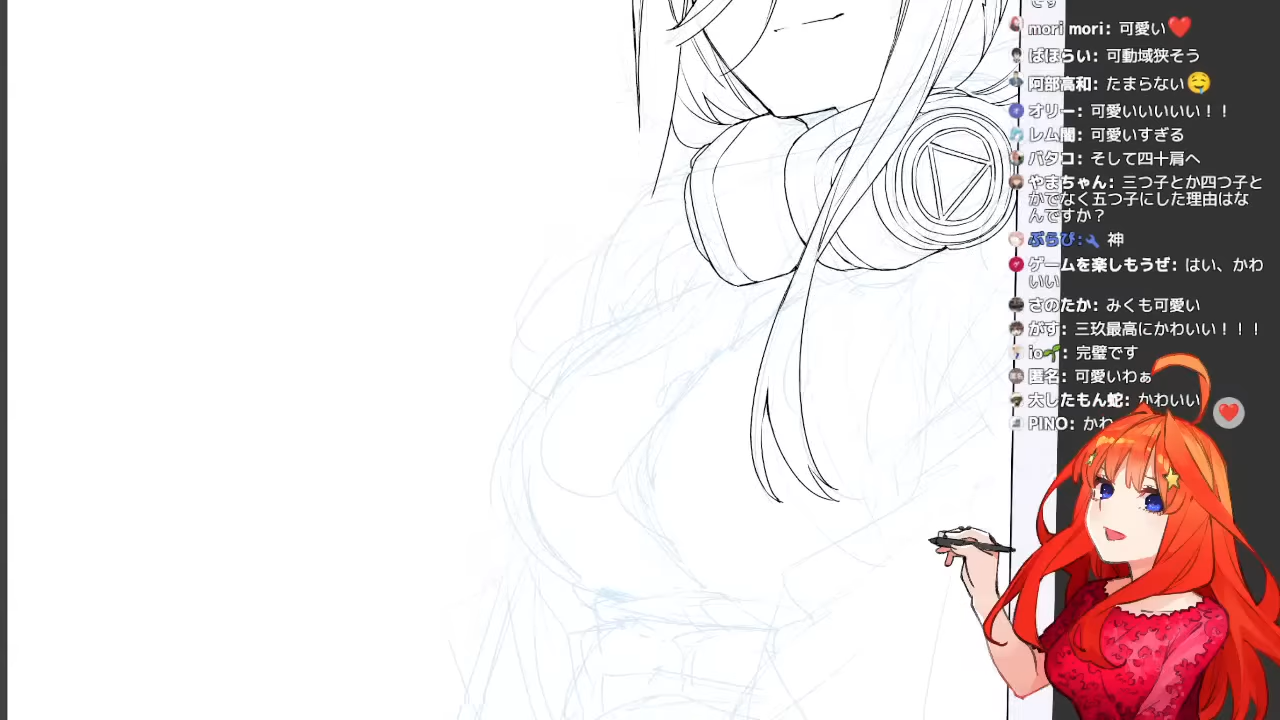 です
mori mori: 可愛い❤️
ぱほらい: 可動域狭そう
阿部高和: たまらない🤤
オリー: 可愛いいいいい！！
レム闇: 可愛いすぎる
バタコ: そして四十肩へ
やまちゃん: 三つ子とか四つ子と
かでなく五つ子にした理由はな
んですか？
ぷらぴ:🔧 神
ゲームを楽しもうぜ: はい、かわ
いい
さのたか: みくも可愛い
がす: 三玖最高にかわいい！！！
io🌱: 完璧です
匿名: 可愛いわぁ
大したもん蛇: かわいい
PINO: かわ